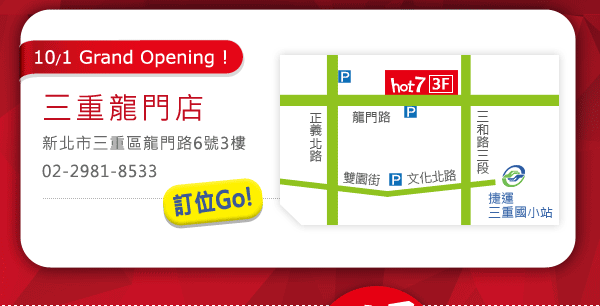 10/1 Grand Opening !
三重龍門店
新北市三重區龍門路6號3樓
02-2981-8533
訂位Go!
P
hot7 3F
正義北路
龍門路
P
三和路三段
雙園街
P
文化北路
捷運
三重國小站